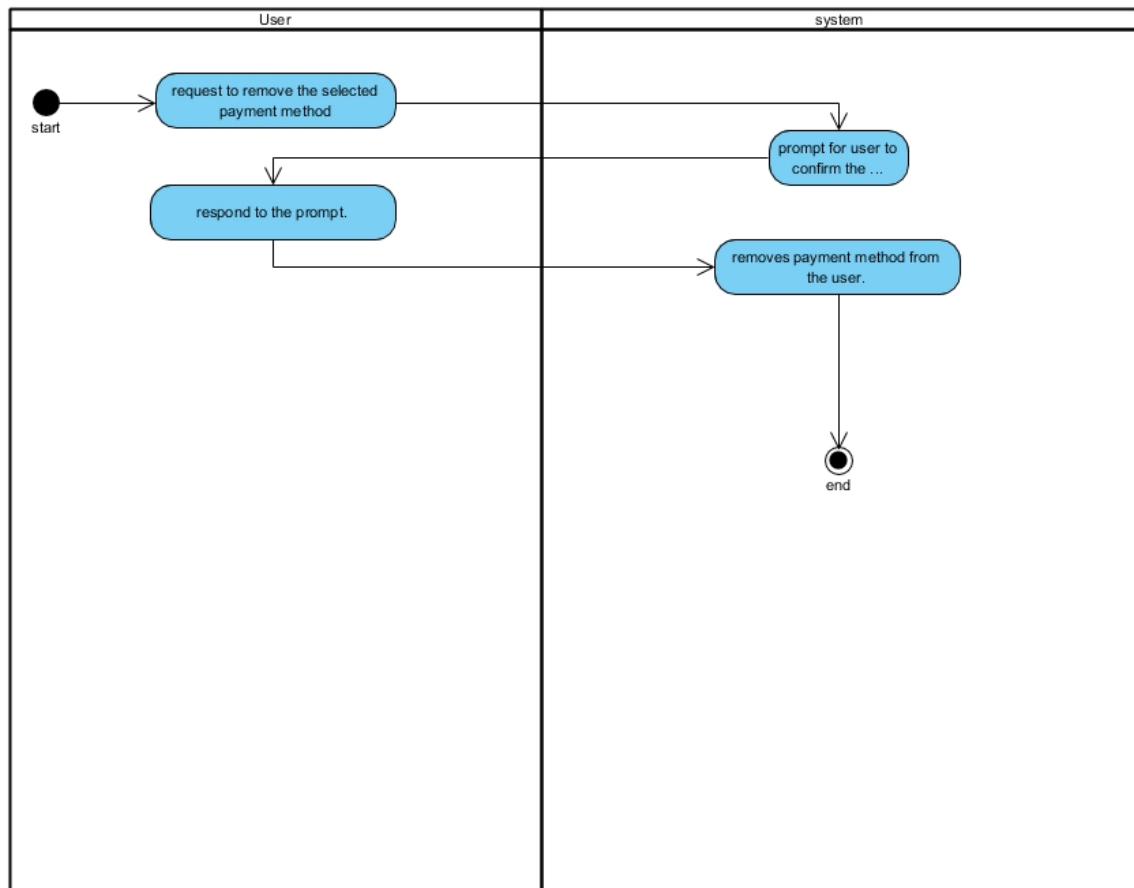 User
system
start
request to remove the selected
payment method
prompt for user to
confirm the ...
respond to the prompt.
removes payment method from
the user.
end